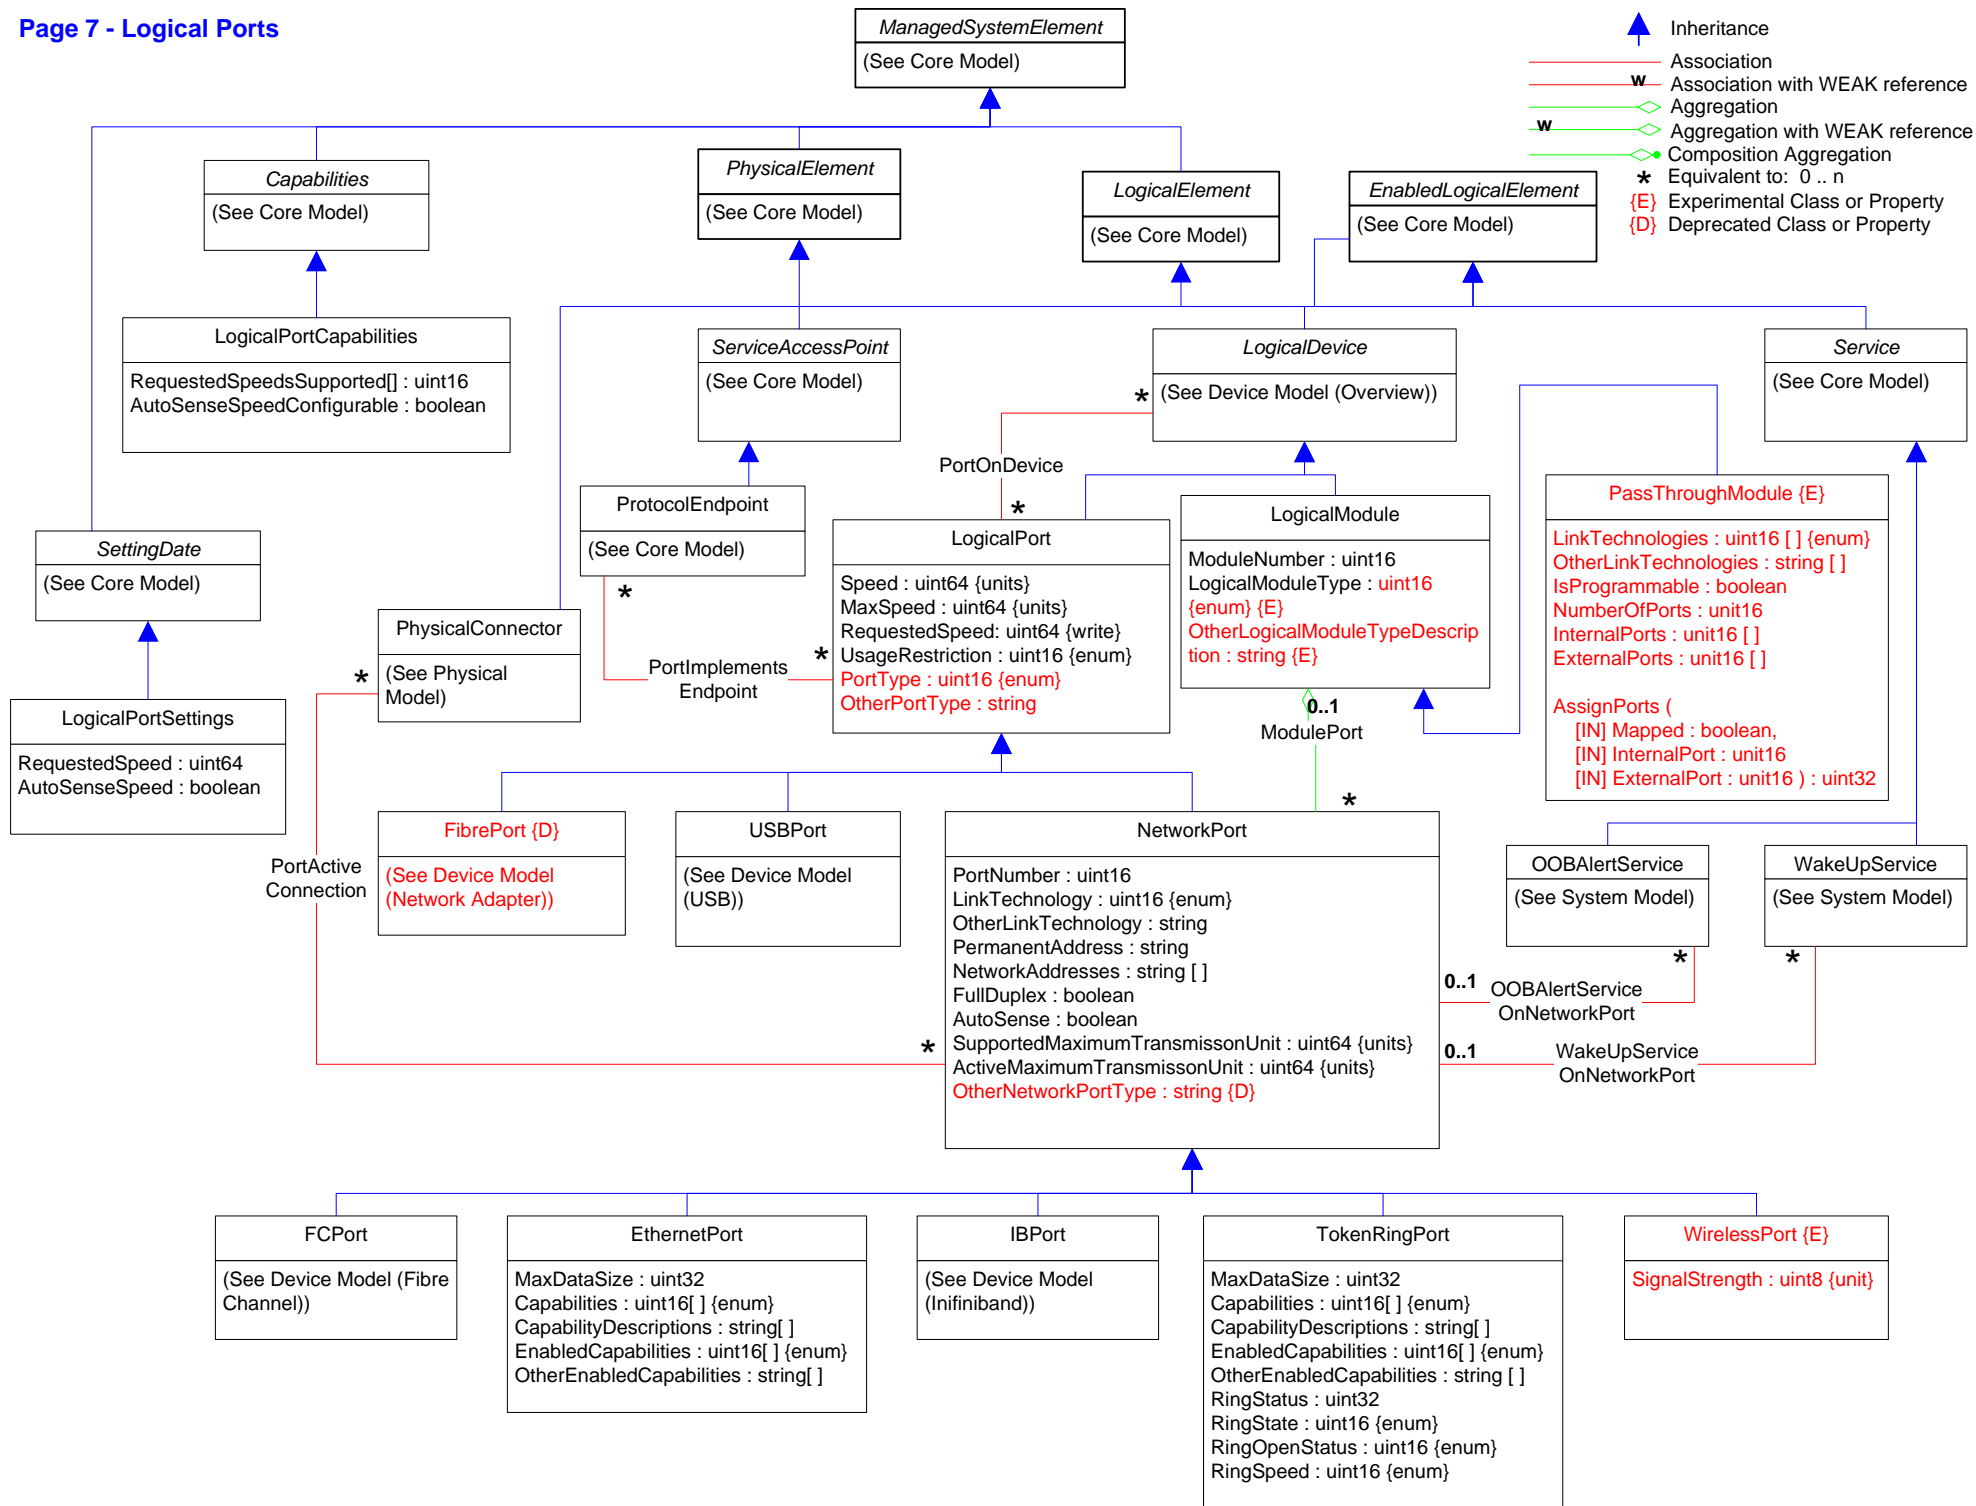 Page 7 - Logical Ports
ManagedSystemElement
(See Core Model)
Inheritance
Association
w
Association with WEAK reference
Aggregation
w
Aggregation with WEAK reference
Composition Aggregation
* Equivalent to: 0 .. n
{E} Experimental Class or Property
{D} Deprecated Class or Property
Capabilities
(See Core Model)
PhysicalElement
(See Core Model)
LogicalElement
(See Core Model)
EnabledLogicalElement
(See Core Model)
LogicalPortCapabilities
RequestedSpeedsSupported[] : uint16
AutoSenseSpeedConfigurable : boolean
ServiceAccessPoint
(See Core Model)
LogicalDevice
(See Device Model (Overview))
Service
(See Core Model)
*
PortOnDevice
*
ProtocolEndpoint
(See Core Model)
*
LogicalPort
Speed : uint64 {units}
MaxSpeed : uint64 {units}
RequestedSpeed: uint64 {write}
UsageRestriction : uint16 {enum}
PortType : uint16 {enum}
OtherPortType : string
LogicalModule
ModuleNumber : uint16
LogicalModuleType : uint16
{enum} {E}
OtherLogicalModuleTypeDescrip
tion : string {E}
PassThroughModule {E}
LinkTechnologies : uint16 [ ] {enum}
OtherLinkTechnologies : string [ ]
IsProgrammable : boolean
NumberOfPorts : unit16
InternalPorts : unit16 [ ]
ExternalPorts : unit16 [ ]
AssignPorts (
[IN] Mapped : boolean,
[IN] InternalPort : unit16
[IN] ExternalPort : unit16 ) : uint32
SettingDate
(See Core Model)
PhysicalConnector
(See Physical
Model)
*
PortImplements
Endpoint
*
LogicalPortSettings
RequestedSpeed : uint64
AutoSenseSpeed : boolean
0..1
ModulePort
*
PortActive
Connection
*
FibrePort {D}
(See Device Model
(Network Adapter))
USBPort
(See Device Model
(USB))
NetworkPort
PortNumber : uint16
LinkTechnology : uint16 {enum}
OtherLinkTechnology : string
PermanentAddress : string
NetworkAddresses : string [ ]
FullDuplex : boolean
AutoSense : boolean
SupportedMaximumTransmissonUnit : uint64 {units}
ActiveMaximumTransmissonUnit : uint64 {units}
OtherNetworkPortType : string {D}
OOBAlertService
(See System Model)
WakeUpService
(See System Model)
*
*
0..1
OOBAlertService
OnNetworkPort
0..1
WakeUpService
OnNetworkPort
FCPort
(See Device Model (Fibre
Channel))
EthernetPort
MaxDataSize : uint32
Capabilities : uint16[ ] {enum}
CapabilityDescriptions : string[ ]
EnabledCapabilities : uint16[ ] {enum}
OtherEnabledCapabilities : string[ ]
IBPort
(See Device Model
(Inifiniband))
TokenRingPort
MaxDataSize : uint32
Capabilities : uint16[ ] {enum}
CapabilityDescriptions : string[ ]
EnabledCapabilities : uint16[ ] {enum}
OtherEnabledCapabilities : string [ ]
RingStatus : uint32
RingState : uint16 {enum}
RingOpenStatus : uint16 {enum}
RingSpeed : uint16 {enum}
WirelessPort {E}
SignalStrength : uint8 {unit}